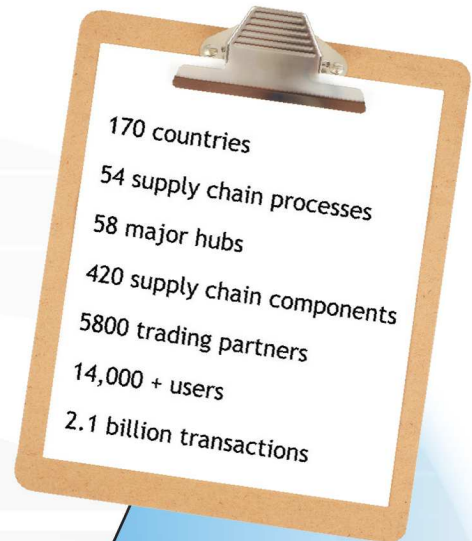 170 countries
54 supply chain processes
58 major hubs
420 supply chain components
5800 trading partners
14,000 + users
2.1 billion transactions